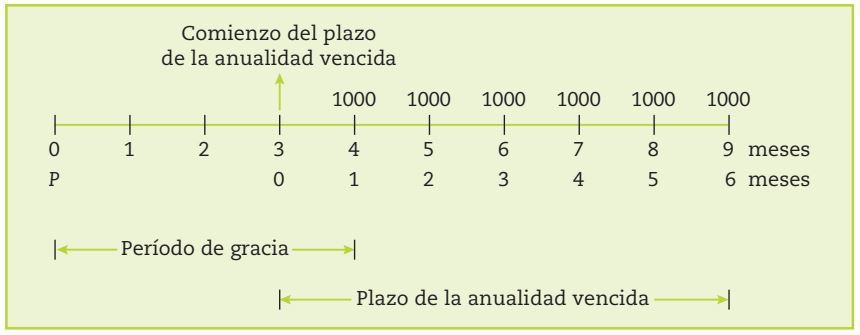 Comienzo del plazo
de la anualidad vencida
1000 1000 1000 1000 1000 1000
0 1 2 3 4 5 6 7 8 9 meses
P 0 1 2 3 4 5 6 meses
Período de gracia
Plazo de la anualidad vencida